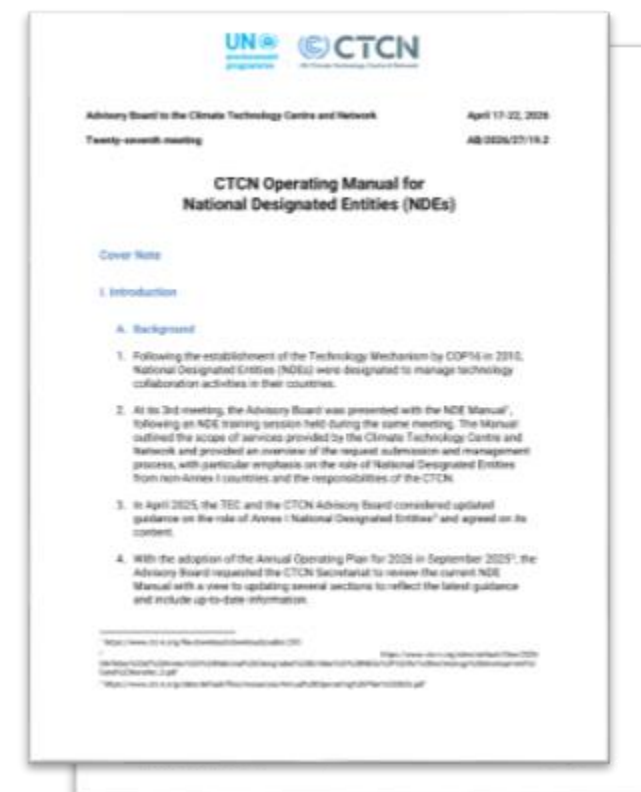 UN
environment
programme
CTCN
Advisory Board to the Climate Technology Centre and Network
April 17-22, 2026
Twenty-seventh meeting
AB/2026/27/19.2
CTCN Operating Manual for
National Designated Entities (NDEs)
Cover Note
I. Introduction
A. Background
1. Following the establishment of the Technology Mechanism by COP16 in 2010,
National Designated Entities (NDEs) were designated to manage technology
collaboration activities in their countries.
2. At its 3rd meeting, the Advisory Board was presented with the NDE Manual¹,
following an NDE training session held during the same meeting. The Manual
outlined the scope of services provided by the Climate Technology Centre and
Network and provided an overview of the request submission and management
process, with particular emphasis on the role of National Designated Entities
from non-Annex I countries and the responsibilities of the CTCN.
3. In April 2025, the TEC and the CTCN Advisory Board considered updated
guidance on the role of Annex I National Designated Entities² and agreed on its
content.
4. With the adoption of the Annual Operating Plan for 2026 in September 2025³, the
Advisory Board requested the CTCN Secretariat to review the current NDE
Manual with a view to updating several sections to reflect the latest guidance
and include up-to-date information.